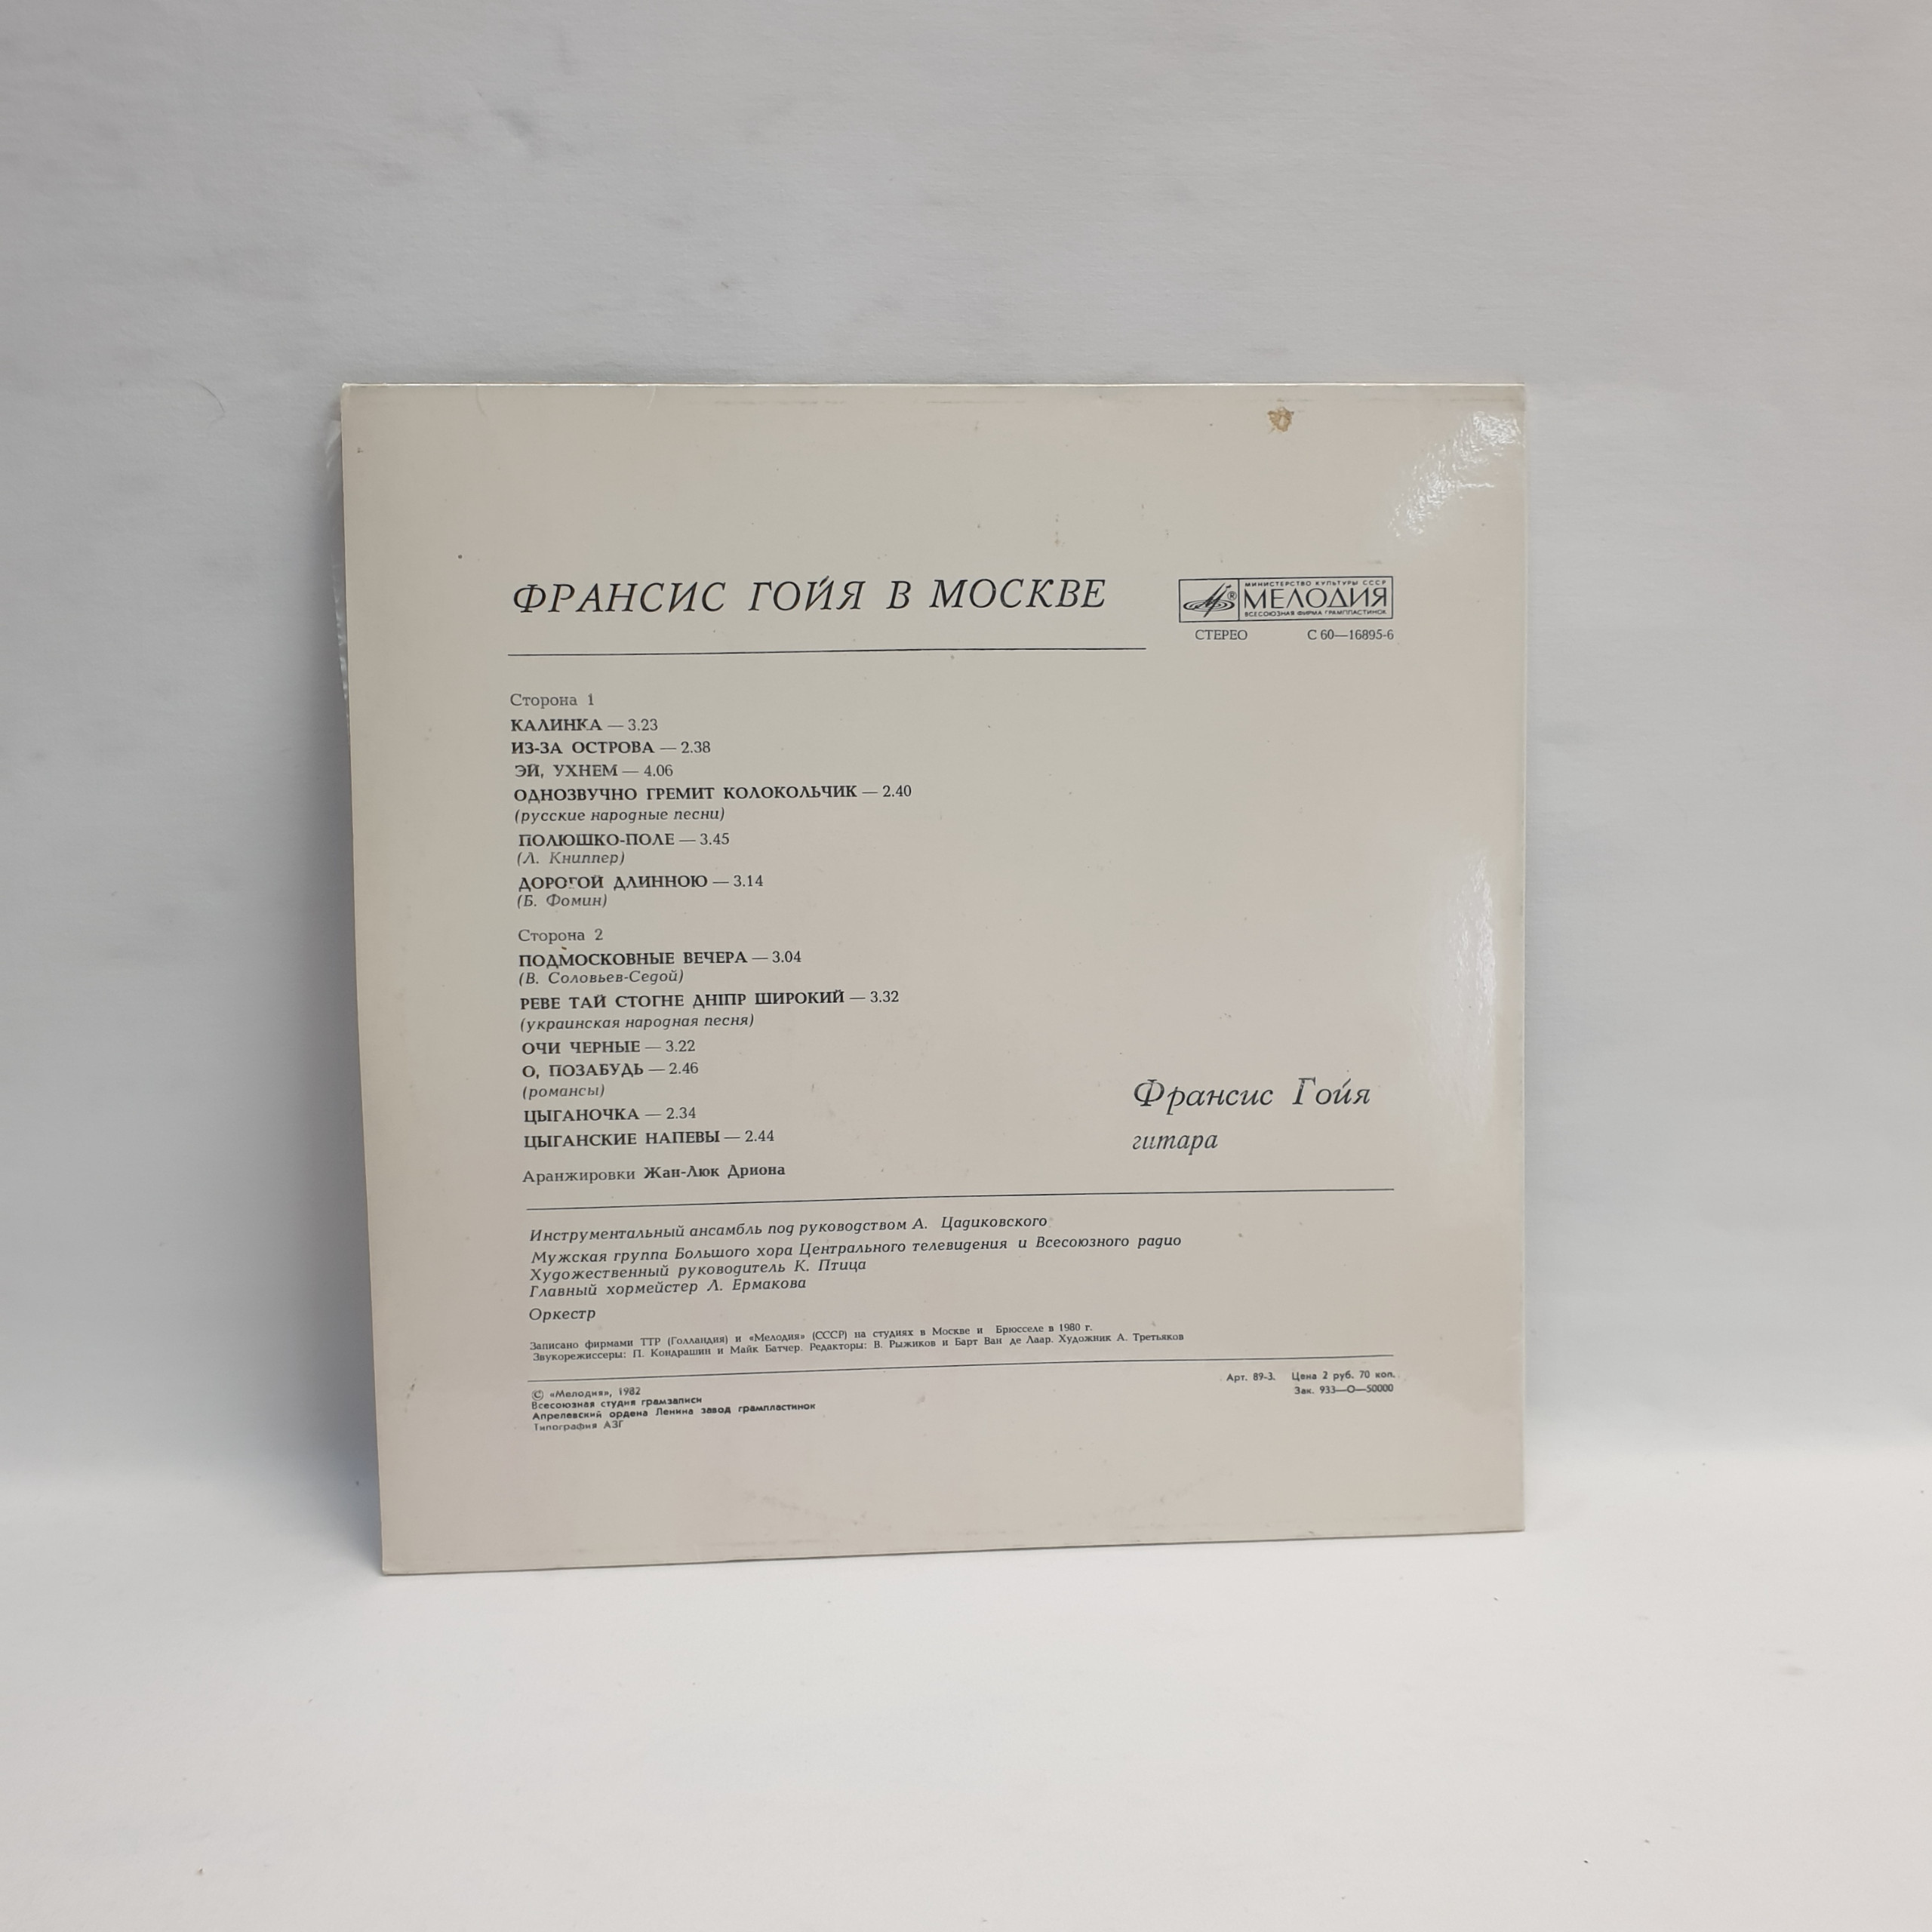 ФРАНСИС ГОЙЯ В МОСКВЕ
МИНИСТЕРСТВО КУЛЬТУРЫ СССР
МЕЛОДИЯ
ВСЕСОЮЗНАЯ ФИРМА ГРАМПЛАСТИНОК
СТЕРЕО С 60—16895-6
Сторона 1
КАЛИНКА — 3.23
ИЗ-ЗА ОСТРОВА — 2.38
ЭЙ, УХНЕМ — 4.06
ОДНОЗВУЧНО ГРЕМИТ КОЛОКОЛЬЧИК — 2.40
(русские народные песни)
ПОЛЮШКО-ПОЛЕ — 3.45
(Л. Книппер)
ДОРОГОЙ ДЛИННОЮ — 3.14
(Б. Фомин)
Сторона 2
ПОДМОСКОВНЫЕ ВЕЧЕРА — 3.04
(В. Соловьев-Седой)
РЕВЕ ТАЙ СТОГНЕ ДНІПР ШИРОКИЙ — 3.32
(украинская народная песня)
ОЧИ ЧЕРНЫЕ — 3.22
О, ПОЗАБУДЬ — 2.46
(романсы)
ЦЫГАНОЧКА — 2.34
ЦЫГАНСКИЕ НАПЕВЫ — 2.44
Аранжировки Жан-Люк Дриона
Франсис Гойя
гитара
Инструментальный ансамбль под руководством А. Цадиковского
Мужская группа Большого хора Центрального телевидения и Всесоюзного радио
Художественный руководитель К. Птица
Главный хормейстер Л. Ермакова
Оркестр
Записано фирмами ТТР (Голландия) и «Мелодия» (СССР) на студиях в Москве и Брюсселе в 1980 г.
Звукорежиссеры: П. Кондрашин и Майк Батчер. Редакторы: В. Рыжиков и Барт Ван де Лаар. Художник А. Третьяков
© «Мелодия», 1982
Всесоюзная студия грамзаписи
Апрелевский ордена Ленина завод грампластинок
Типография АЗГ
Арт. 89-3. Цена 2 руб. 70 коп.
Зак. 933—О—50000